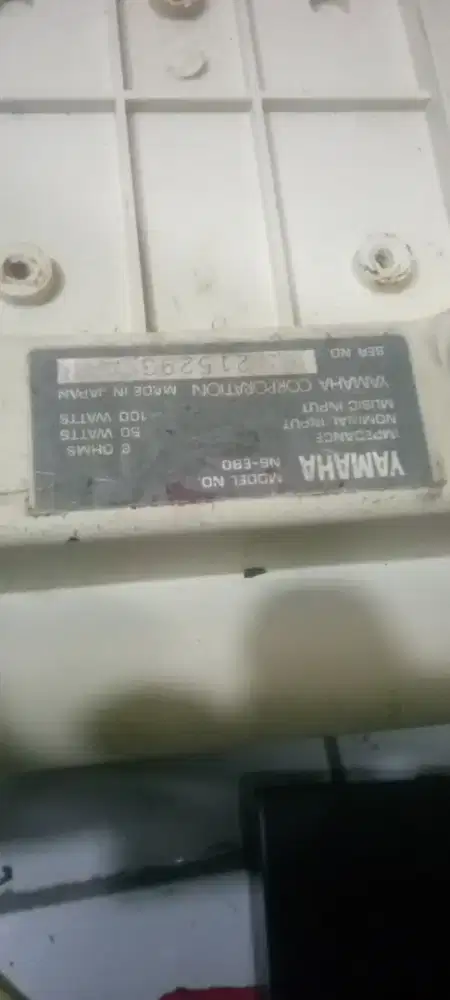 YAMAHA MODEL NO. NS-E80
IMPEDANCE 6 OHMS
NOMINAL INPUT 50 WATTS
MUSIC INPUT 100 WATTS
YAMAHA CORPORATION MADE IN JAPAN
SER NO. 215293